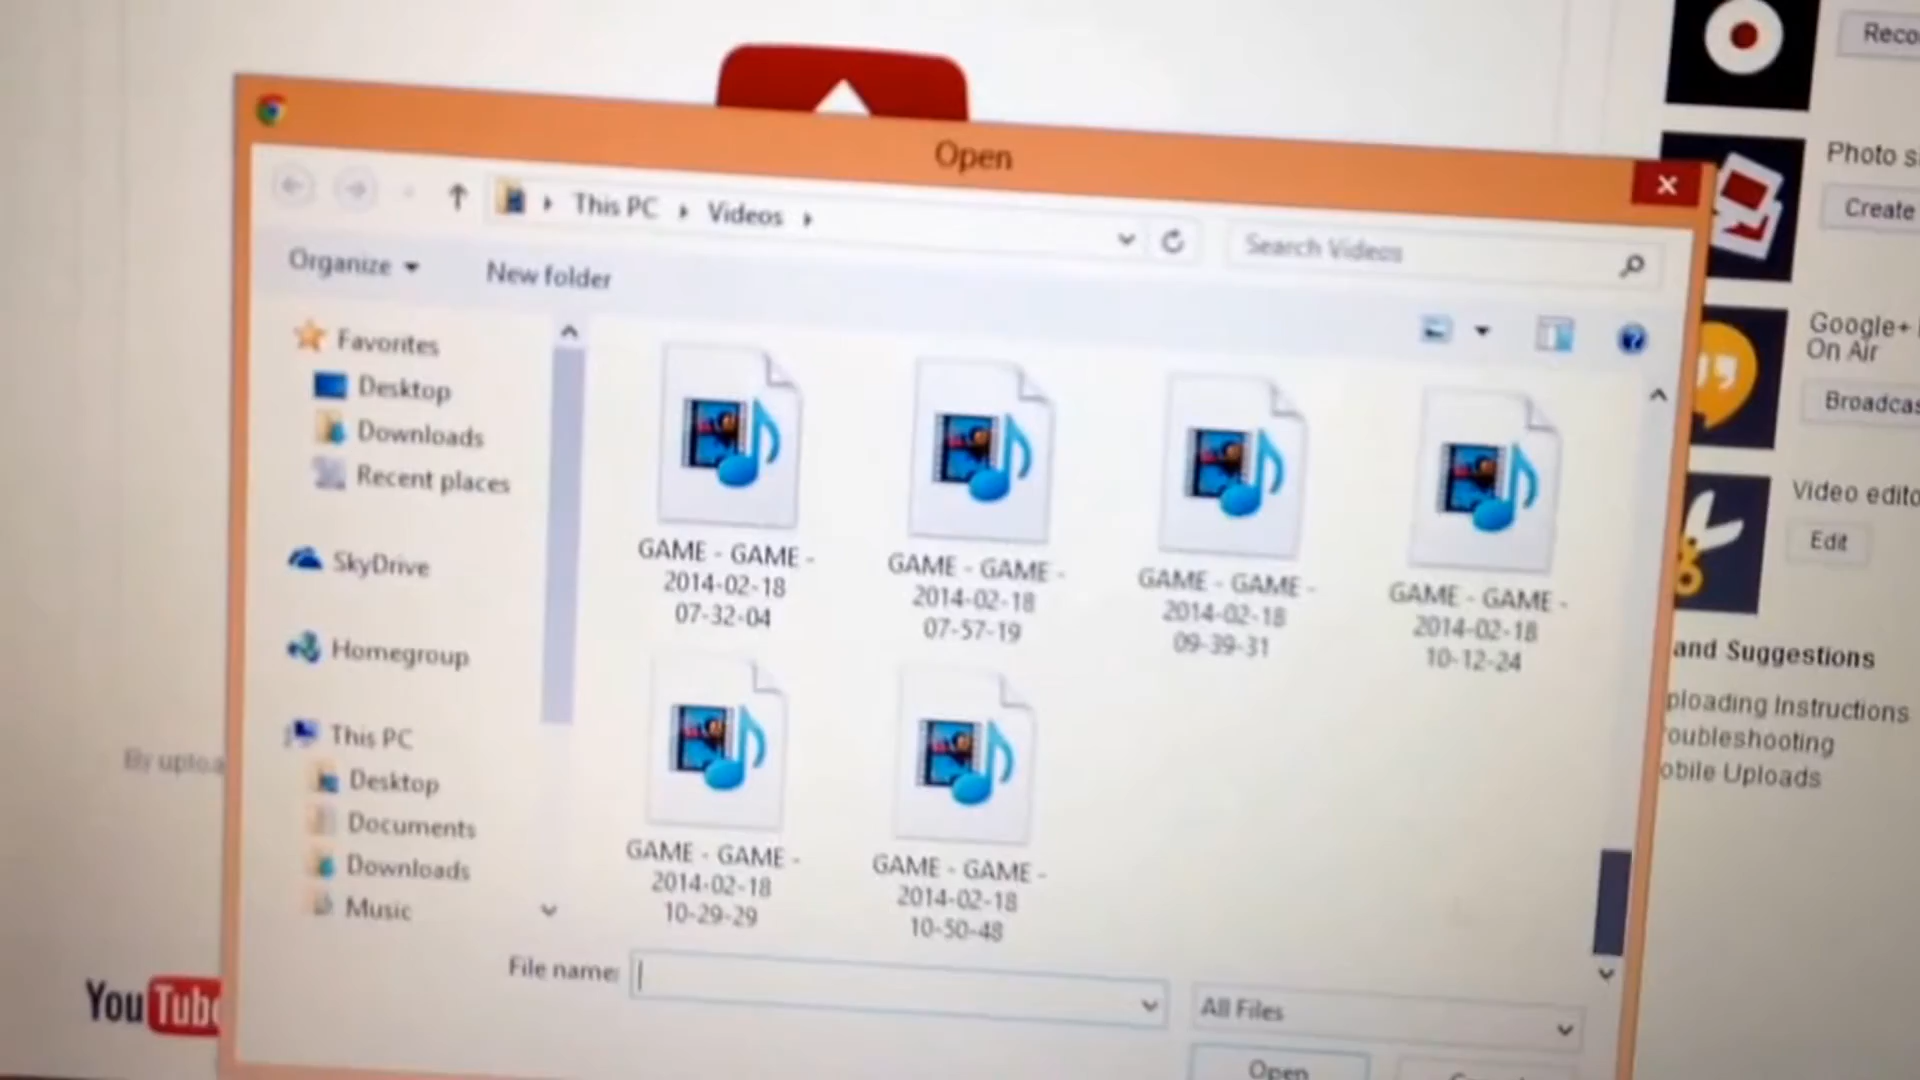 Open
This PC
Videos
Search Videos
Organize
New folder
Favorites
Desktop
Downloads
Recent places
SkyDrive
Homegroup
This PC
Desktop
Documents
Downloads
Music
GAME - GAME -
2014-02-18
07-32-04
GAME - GAME -
2014-02-18
07-57-19
GAME - GAME -
2014-02-18
09-39-31
GAME - GAME -
2014-02-18
10-12-24
GAME - GAME -
2014-02-18
10-29-29
GAME - GAME -
2014-02-18
10-50-48
File name:
All Files
Open
By uploa
YouTube
Reco
Photo s
Create
Google+
On Air
Broadcas
Video edito
Edit
and Suggestions
ploading Instructions
oubleshooting
obile Uploads